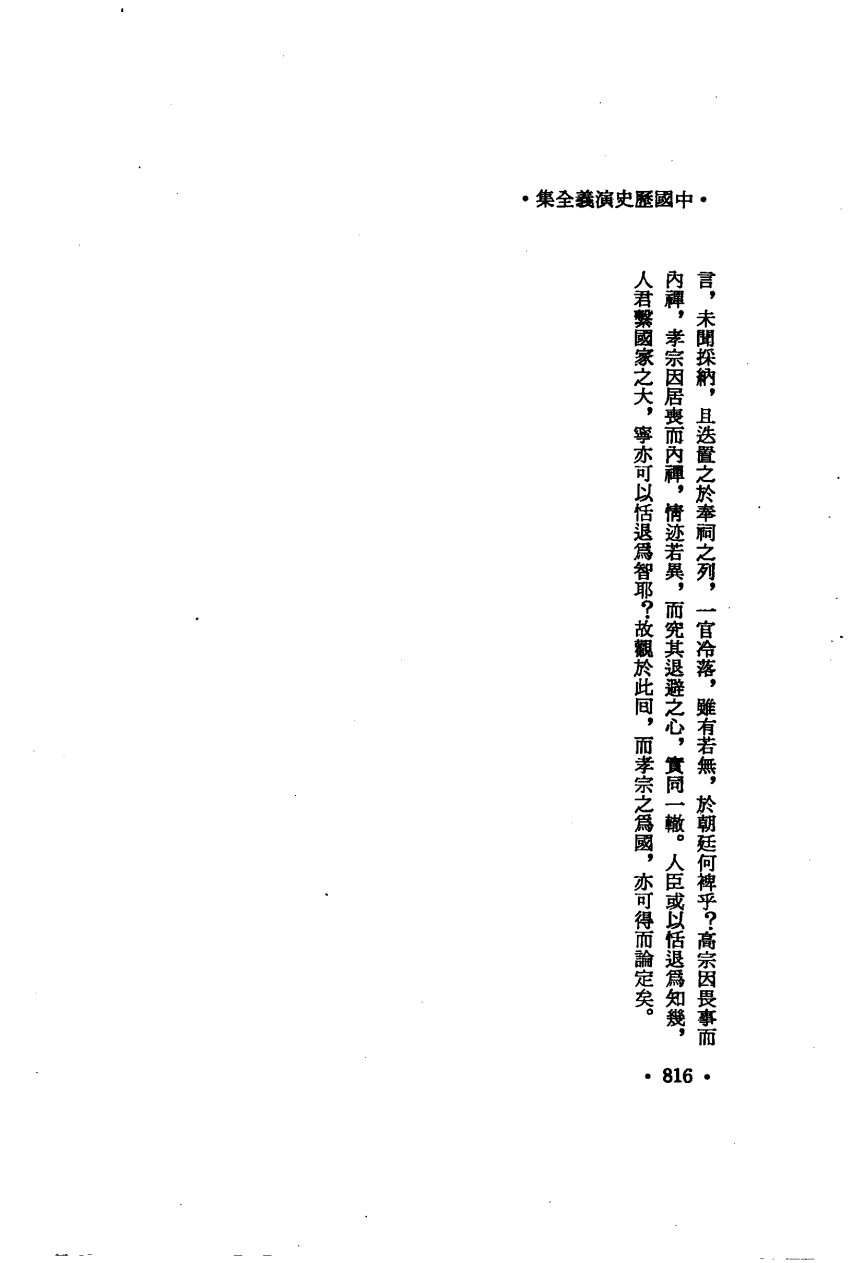 •中國歷史演義全集•
言，未聞採納，且迭置之於奉祠之列，一官冷落，雖有若無，於朝廷何裨乎？高宗因畏事而
內禪，孝宗因居喪而內禪，情迹若異，而究其退避之心，實同一轍。人臣或以恬退爲知幾，
人君繫國家之大，寧亦可以恬退爲智耶？故觀於此回，而孝宗之爲國，亦可得而論定矣。
• 816 •